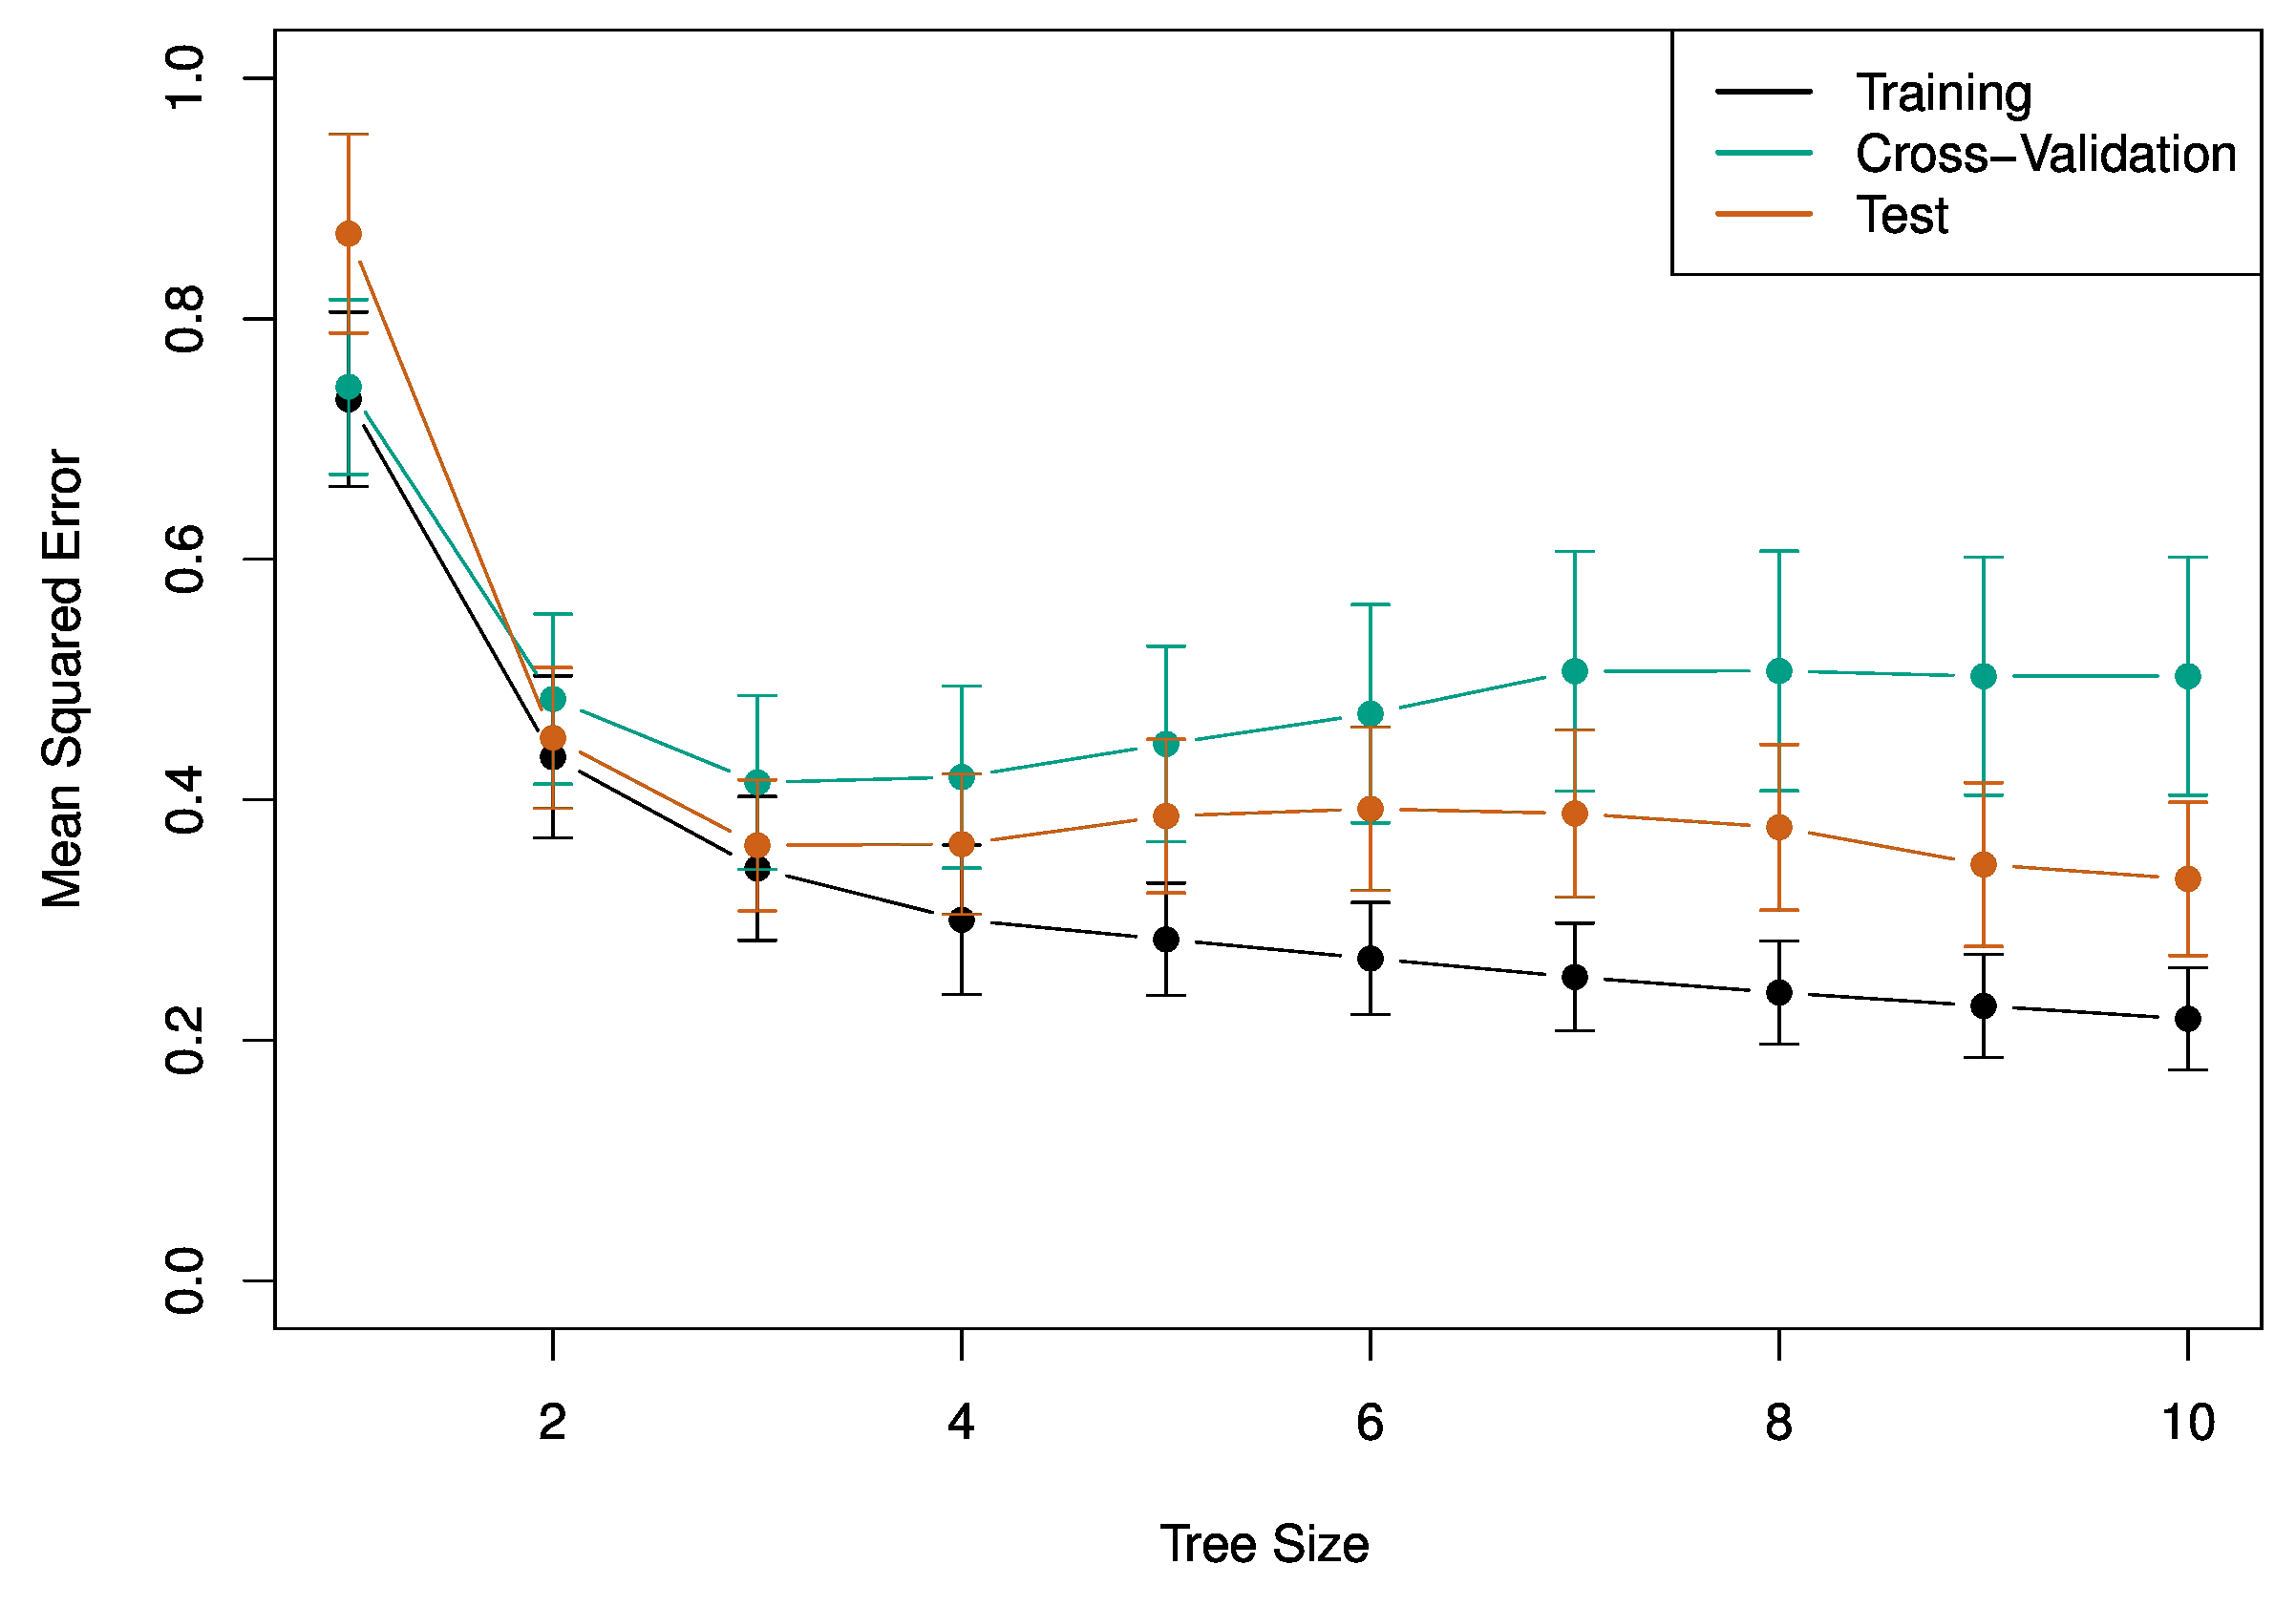 Training
Cross−Validation
Test
Mean Squared Error
1.0
0.8
0.6
0.4
0.2
0.0
2 4 6 8 10
Tree Size